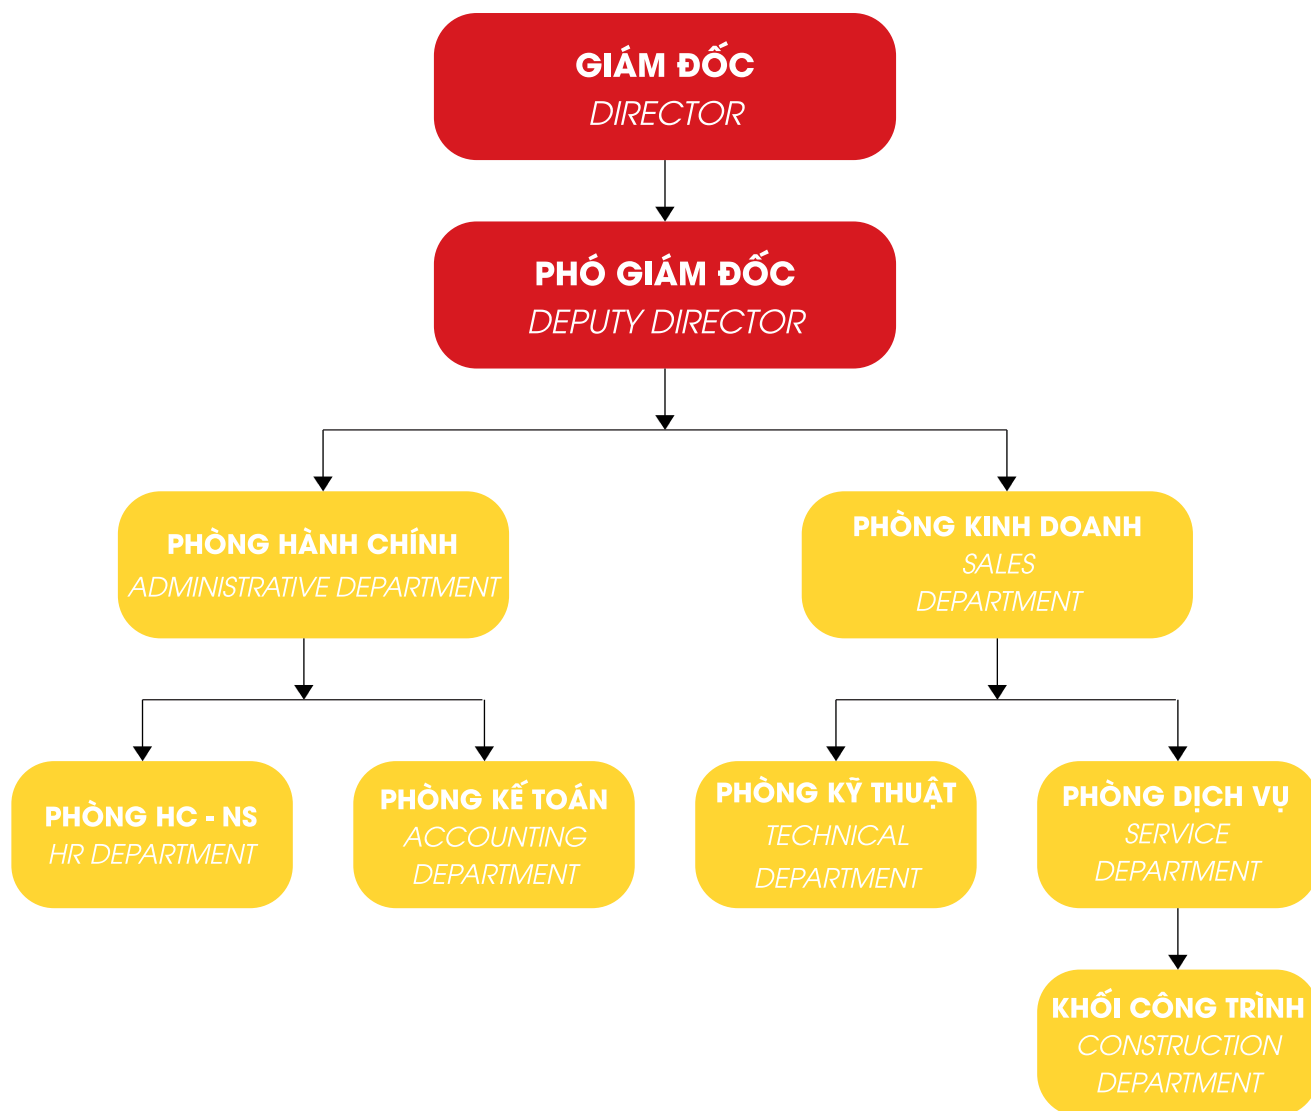 GIÁM ĐỐC
DIRECTOR
PHÓ GIÁM ĐỐC
DEPUTY DIRECTOR
PHÒNG HÀNH CHÍNH
ADMINISTRATIVE DEPARTMENT
PHÒNG KINH DOANH
SALES
DEPARTMENT
PHÒNG HC - NS
HR DEPARTMENT
PHÒNG KẾ TOÁN
ACCOUNTING
DEPARTMENT
PHÒNG KỸ THUẬT
TECHNICAL
DEPARTMENT
PHÒNG DỊCH VỤ
SERVICE
DEPARTMENT
KHỐI CÔNG TRÌNH
CONSTRUCTION
DEPARTMENT